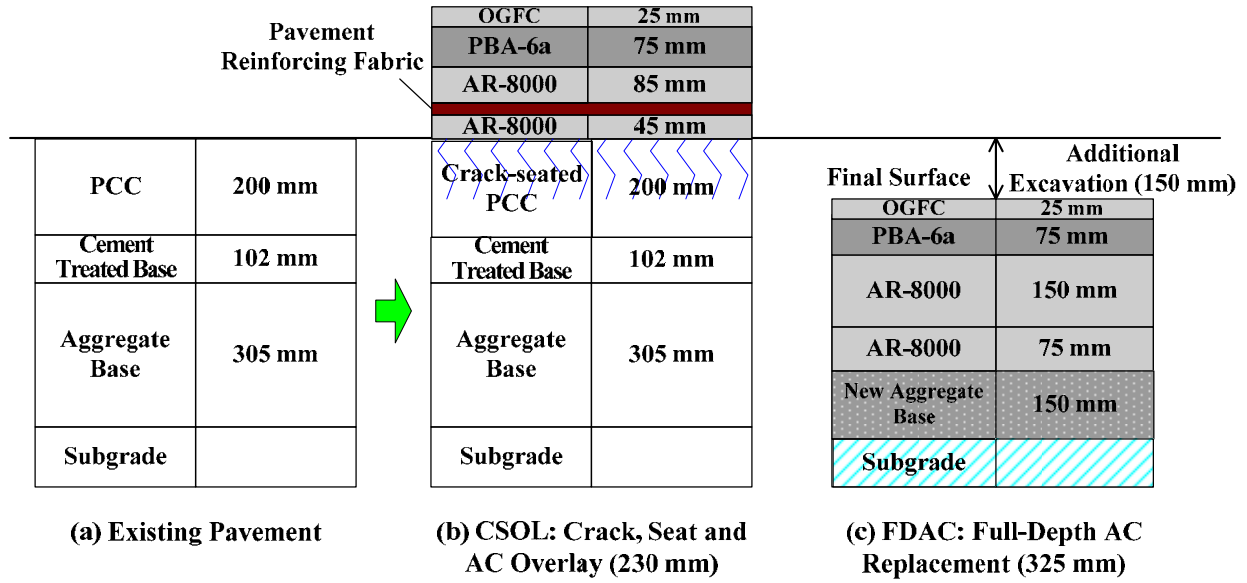 Pavement
Reinforcing Fabric
OGFC 25 mm
PBA-6a 75 mm
AR-8000 85 mm
AR-8000 45 mm
PCC 200 mm
Cement
Treated Base 102 mm
Aggregate
Base 305 mm
Subgrade
(a) Existing Pavement
Crack-seated
PCC 200 mm
Cement
Treated Base 102 mm
Aggregate
Base 305 mm
Subgrade
(b) CSOL: Crack, Seat and
AC Overlay (230 mm)
Additional
Excavation (150 mm)
Final Surface
OGFC 25 mm
PBA-6a 75 mm
AR-8000 150 mm
AR-8000 75 mm
New Aggregate
Base 150 mm
Subgrade
(c) FDAC: Full-Depth AC
Replacement (325 mm)